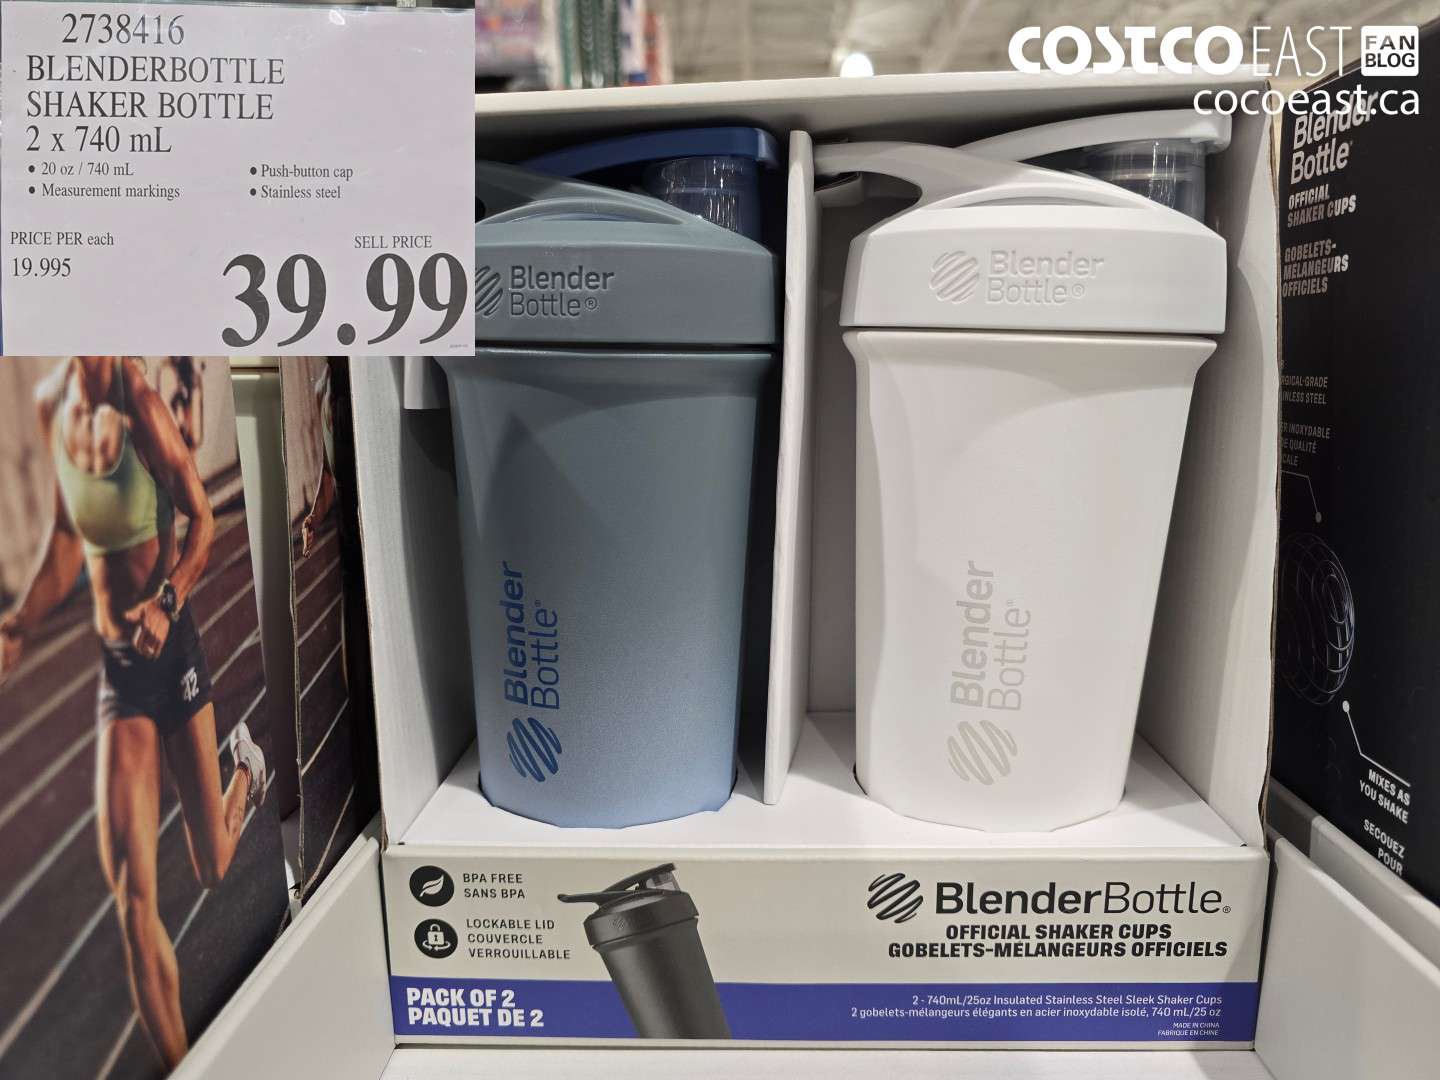 2738416
BLENDERBOTTLE
SHAKER BOTTLE
2 x 740 mL
• 20 oz / 740 mL
• Measurement markings
• Push-button cap
• Stainless steel
PRICE PER each
19.995
SELL PRICE
39.99
COSTCO EAST FAN BLOG
cocoeast.ca
Blender
Bottle®
Blender
Bottle®
Blender
Bottle®
Blender
Bottle®
42
Blender
Bottle
OFFICIAL
SHAKER CUPS
GOBELETS-
MÉLANGEURS
OFFICIELS
MIXES AS
YOU SHAKE
SECOUEZ
POUR
BPA FREE
SANS BPA
LOCKABLE LID
COUVERCLE
VERROUILLABLE
BlenderBottle®
OFFICIAL SHAKER CUPS
GOBELETS-MÉLANGEURS OFFICIELS
PACK OF 2
PAQUET DE 2
2 - 740mL/25oz Insulated Stainless Steel Sleek Shaker Cups
2 gobelets-mélangeurs élégants en acier inoxydable isolé, 740 mL/25 oz
MADE IN CHINA
FABRIQUÉ EN CHINE